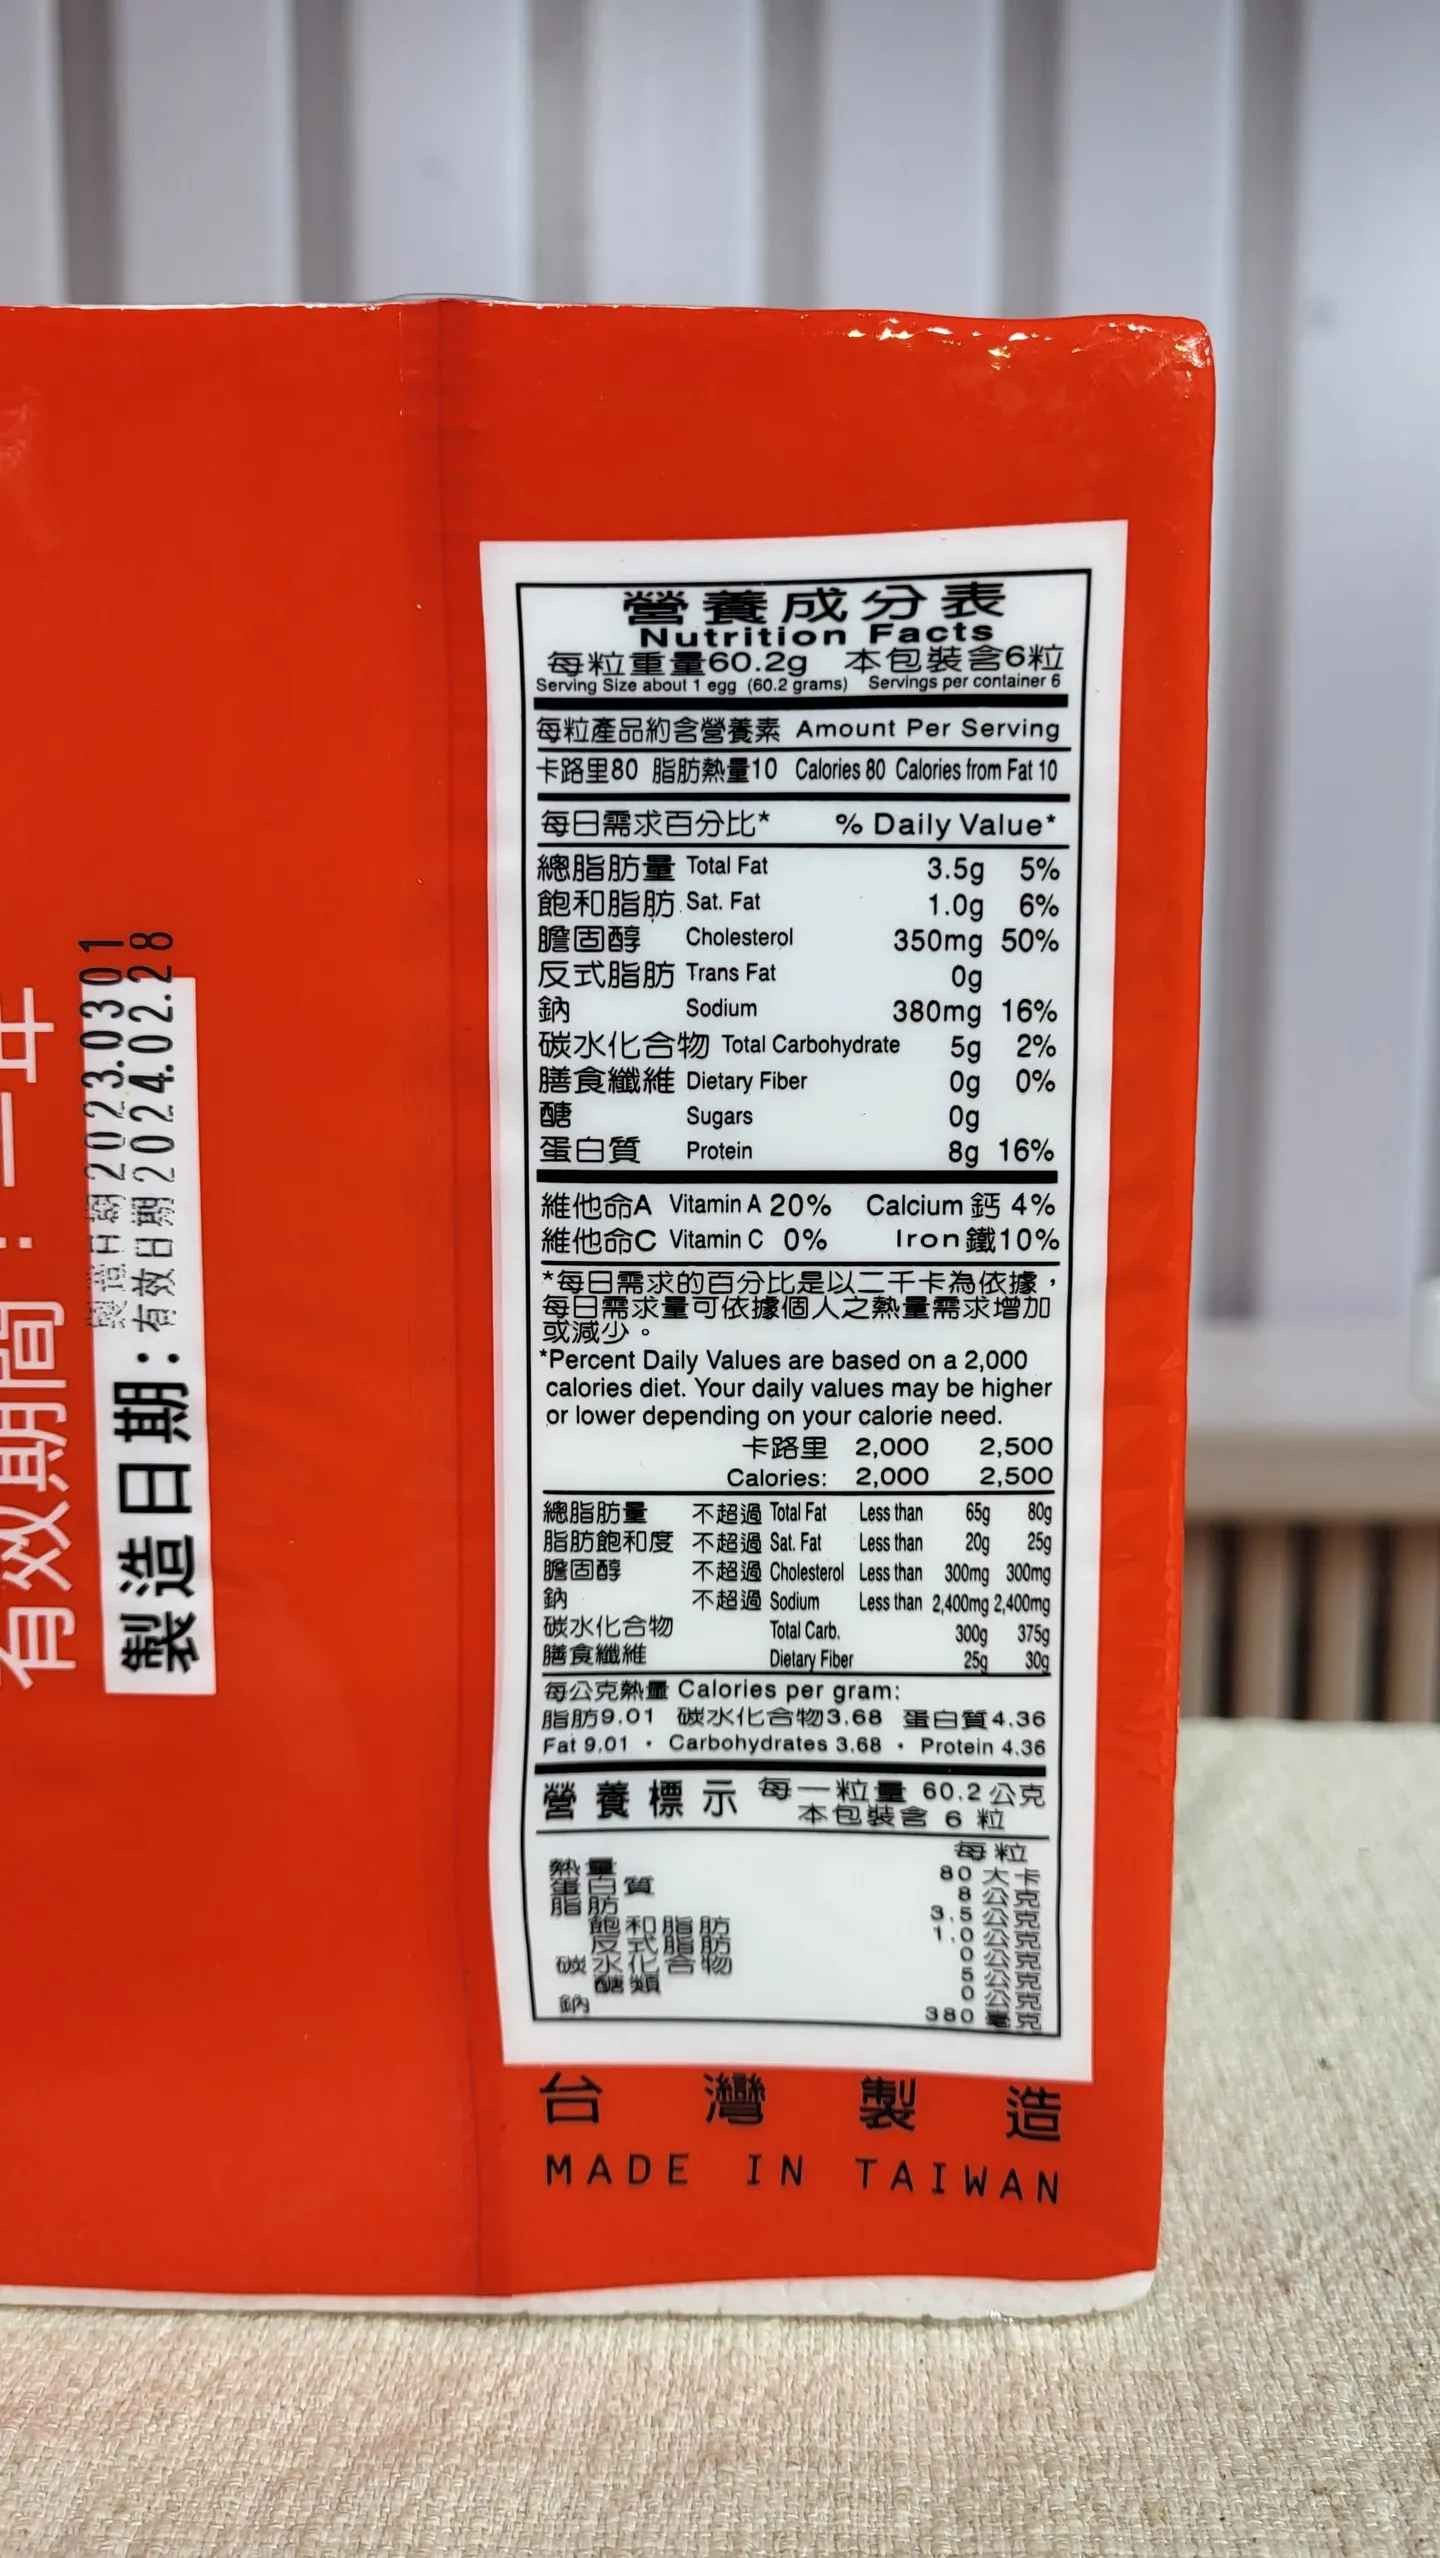 有效期間：一年
製造日期：
製造日期2023.0301
有效日期2024.02.28
營養成分表
Nutrition Facts
每粒重量60.2g 本包裝含6粒
Serving Size about 1 egg (60.2 grams) Servings per container 6
每粒產品約含營養素 Amount Per Serving
卡路里80 脂肪熱量10 Calories 80 Calories from Fat 10
每日需求百分比* % Daily Value*
總脂肪量 Total Fat 3.5g 5%
飽和脂肪 Sat. Fat 1.0g 6%
膽固醇 Cholesterol 350mg 50%
反式脂肪 Trans Fat 0g
鈉 Sodium 380mg 16%
碳水化合物 Total Carbohydrate 5g 2%
膳食纖維 Dietary Fiber 0g 0%
醣 Sugars 0g
蛋白質 Protein 8g 16%
維他命A Vitamin A 20% Calcium 鈣 4%
維他命C Vitamin C 0% Iron 鐵10%
*每日需求的百分比是以二千卡為依據，
每日需求量可依據個人之熱量需求增加
或減少。
*Percent Daily Values are based on a 2,000
calories diet. Your daily values may be higher
or lower depending on your calorie need.
卡路里 2,000 2,500
Calories: 2,000 2,500
總脂肪量 不超過 Total Fat Less than 65g 80g
脂肪飽和度 不超過 Sat. Fat Less than 20g 25g
膽固醇 不超過 Cholesterol Less than 300mg 300mg
鈉 不超過 Sodium Less than 2,400mg 2,400mg
碳水化合物 Total Carb. 300g 375g
膳食纖維 Dietary Fiber 25g 30g
每公克熱量 Calories per gram:
脂肪9.01 碳水化合物3.68 蛋白質4.36
Fat 9.01 • Carbohydrates 3.68 • Protein 4.36
營養標示 每一粒量 60.2公克
本包裝含 6 粒
每粒
熱量 80 大卡
蛋白質 8 公克
脂肪 3.5 公克
飽和脂肪 1.0 公克
反式脂肪 0 公克
碳水化合物 5 公克
醣類 0 公克
鈉 380 毫克
台灣製造
MADE IN TAIWAN